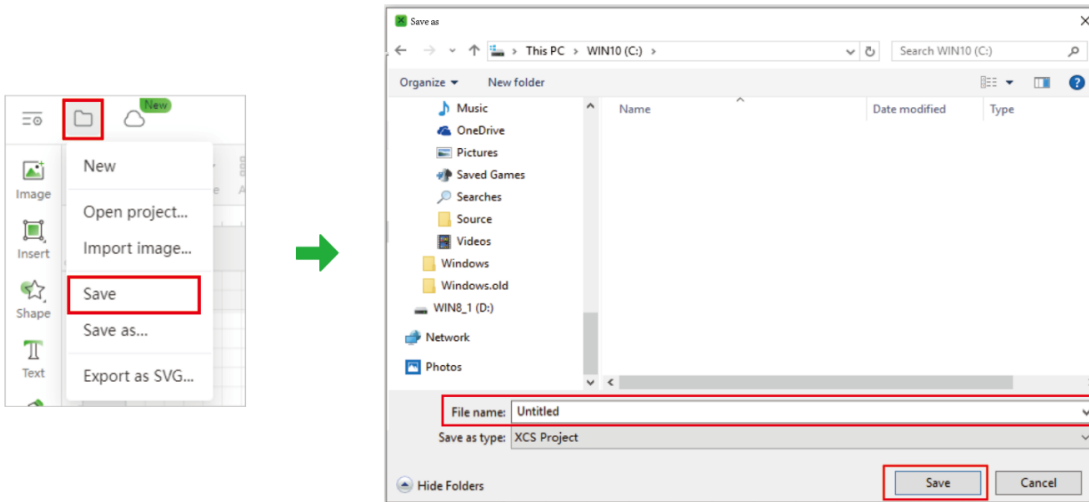 New
Image
Insert
Shape
Text
New
Open project...
Import image...
Save
Save as...
Export as SVG...
Save as
This PC > WIN10 (C:) >
Search WIN10 (C:)
Organize
New folder
Music
OneDrive
Pictures
Saved Games
Searches
Source
Videos
Windows
Windows.old
WIN8_1 (D:)
Network
Photos
Name
Date modified
Type
File name: Untitled
Save as type: XCS Project
Hide Folders
Save
Cancel